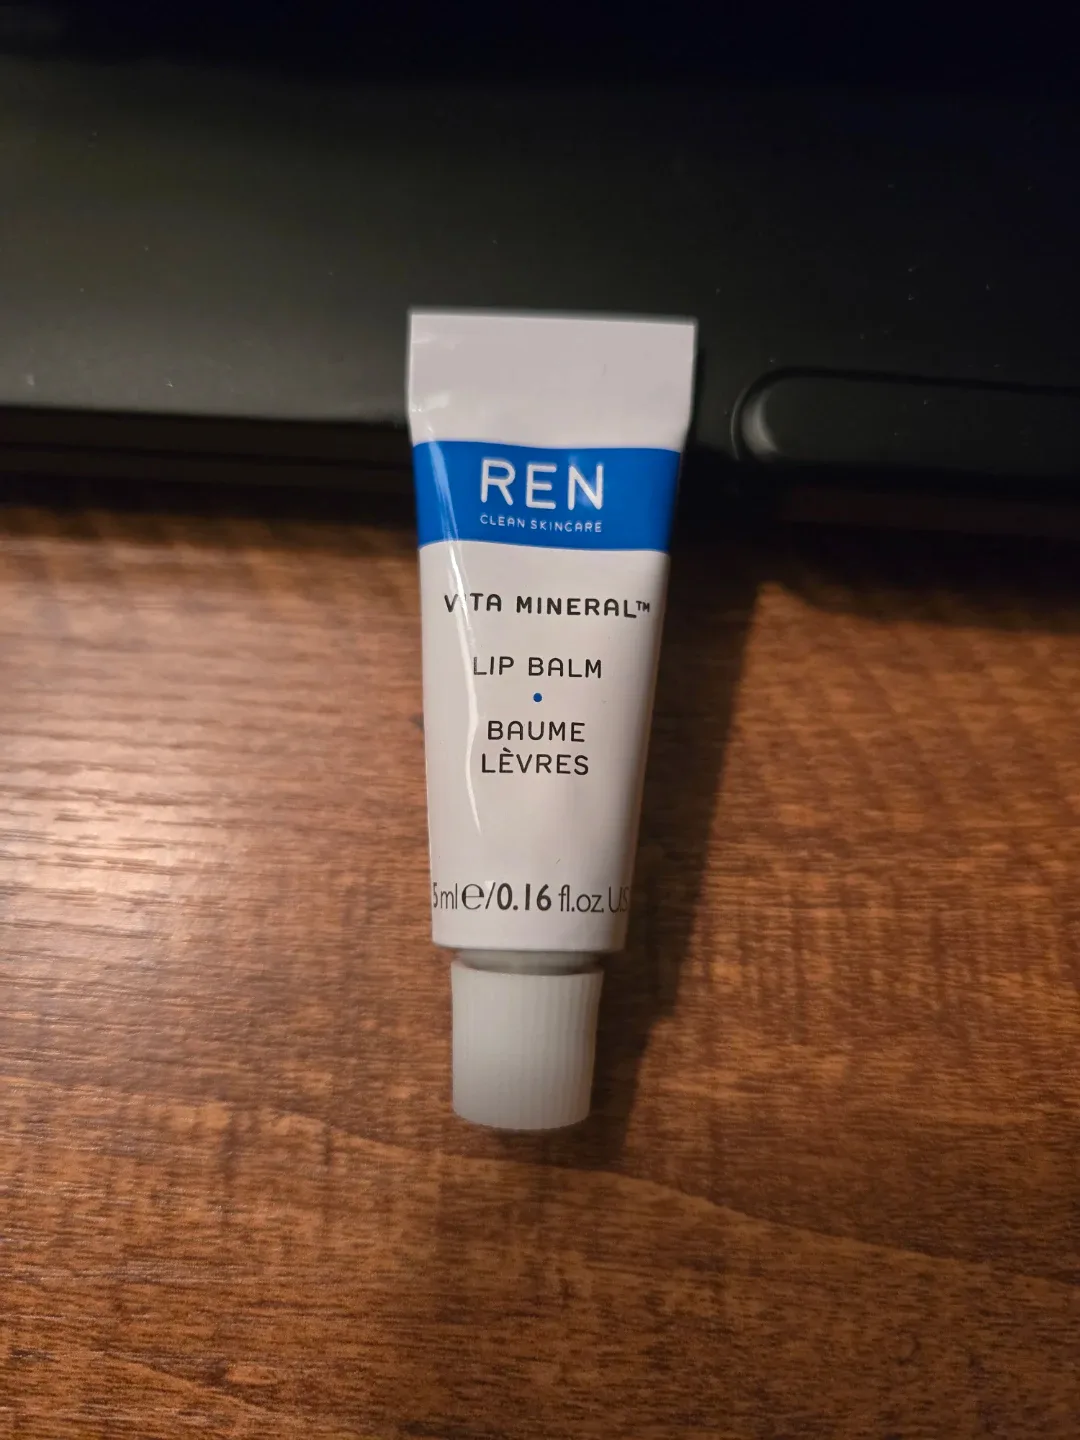 REN
CLEAN SKINCARE
VITA MINERAL™
LIP BALM
•
BAUME
LÈVRES
5ml℮/0.16 fl.oz.US